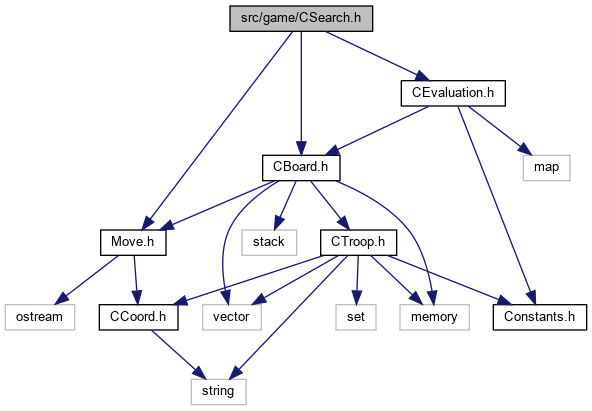 src/game/CSearch.h
CEvaluation.h
CBoard.h
map
Move.h
stack
CTroop.h
ostream
CCoord.h
vector
set
memory
Constants.h
string